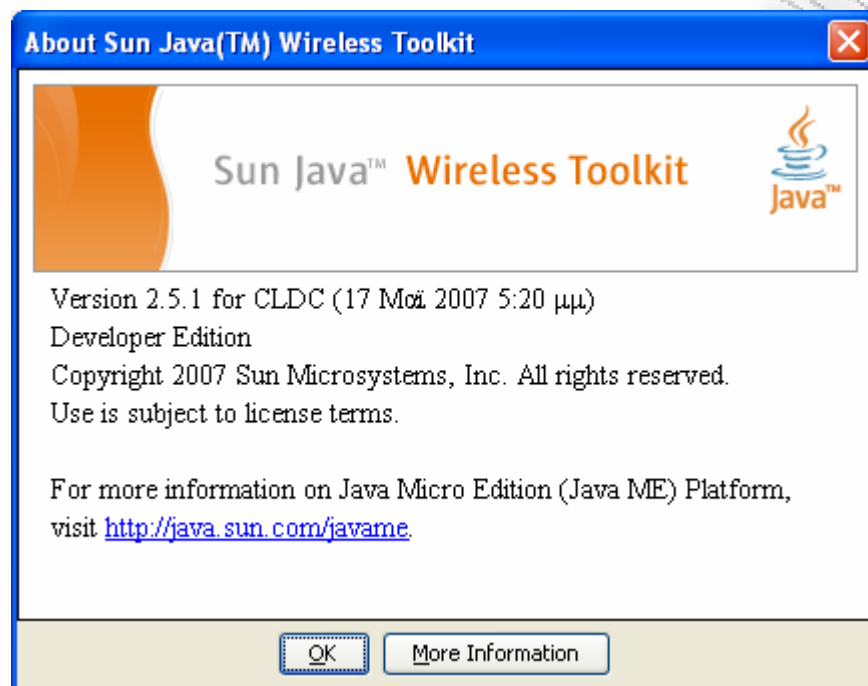 About Sun Java(TM) Wireless Toolkit
Sun Java™ Wireless Toolkit
Java™
Version 2.5.1 for CLDC (17 Μαϊ 2007 5:20 μμ)
Developer Edition
Copyright 2007 Sun Microsystems, Inc. All rights reserved.
Use is subject to license terms.
For more information on Java Micro Edition (Java ME) Platform,
visit http://java.sun.com/javame.
OK
More Information